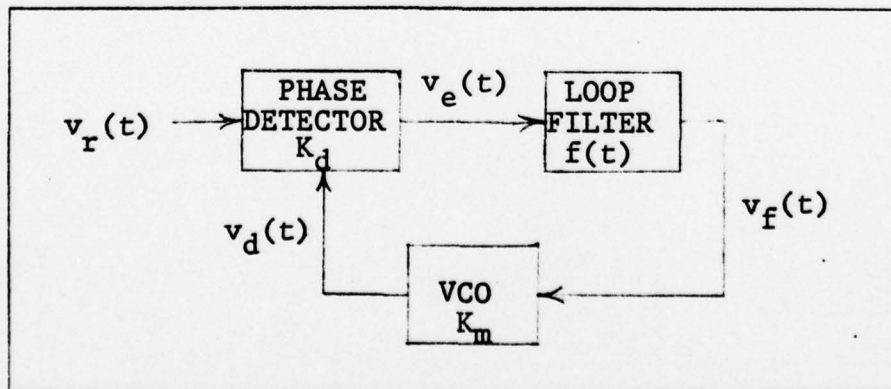 PHASE
DETECTOR
K_d
v_e(t)
LOOP
FILTER
f(t)
v_r(t)
v_f(t)
v_d(t)
VCO
K_m